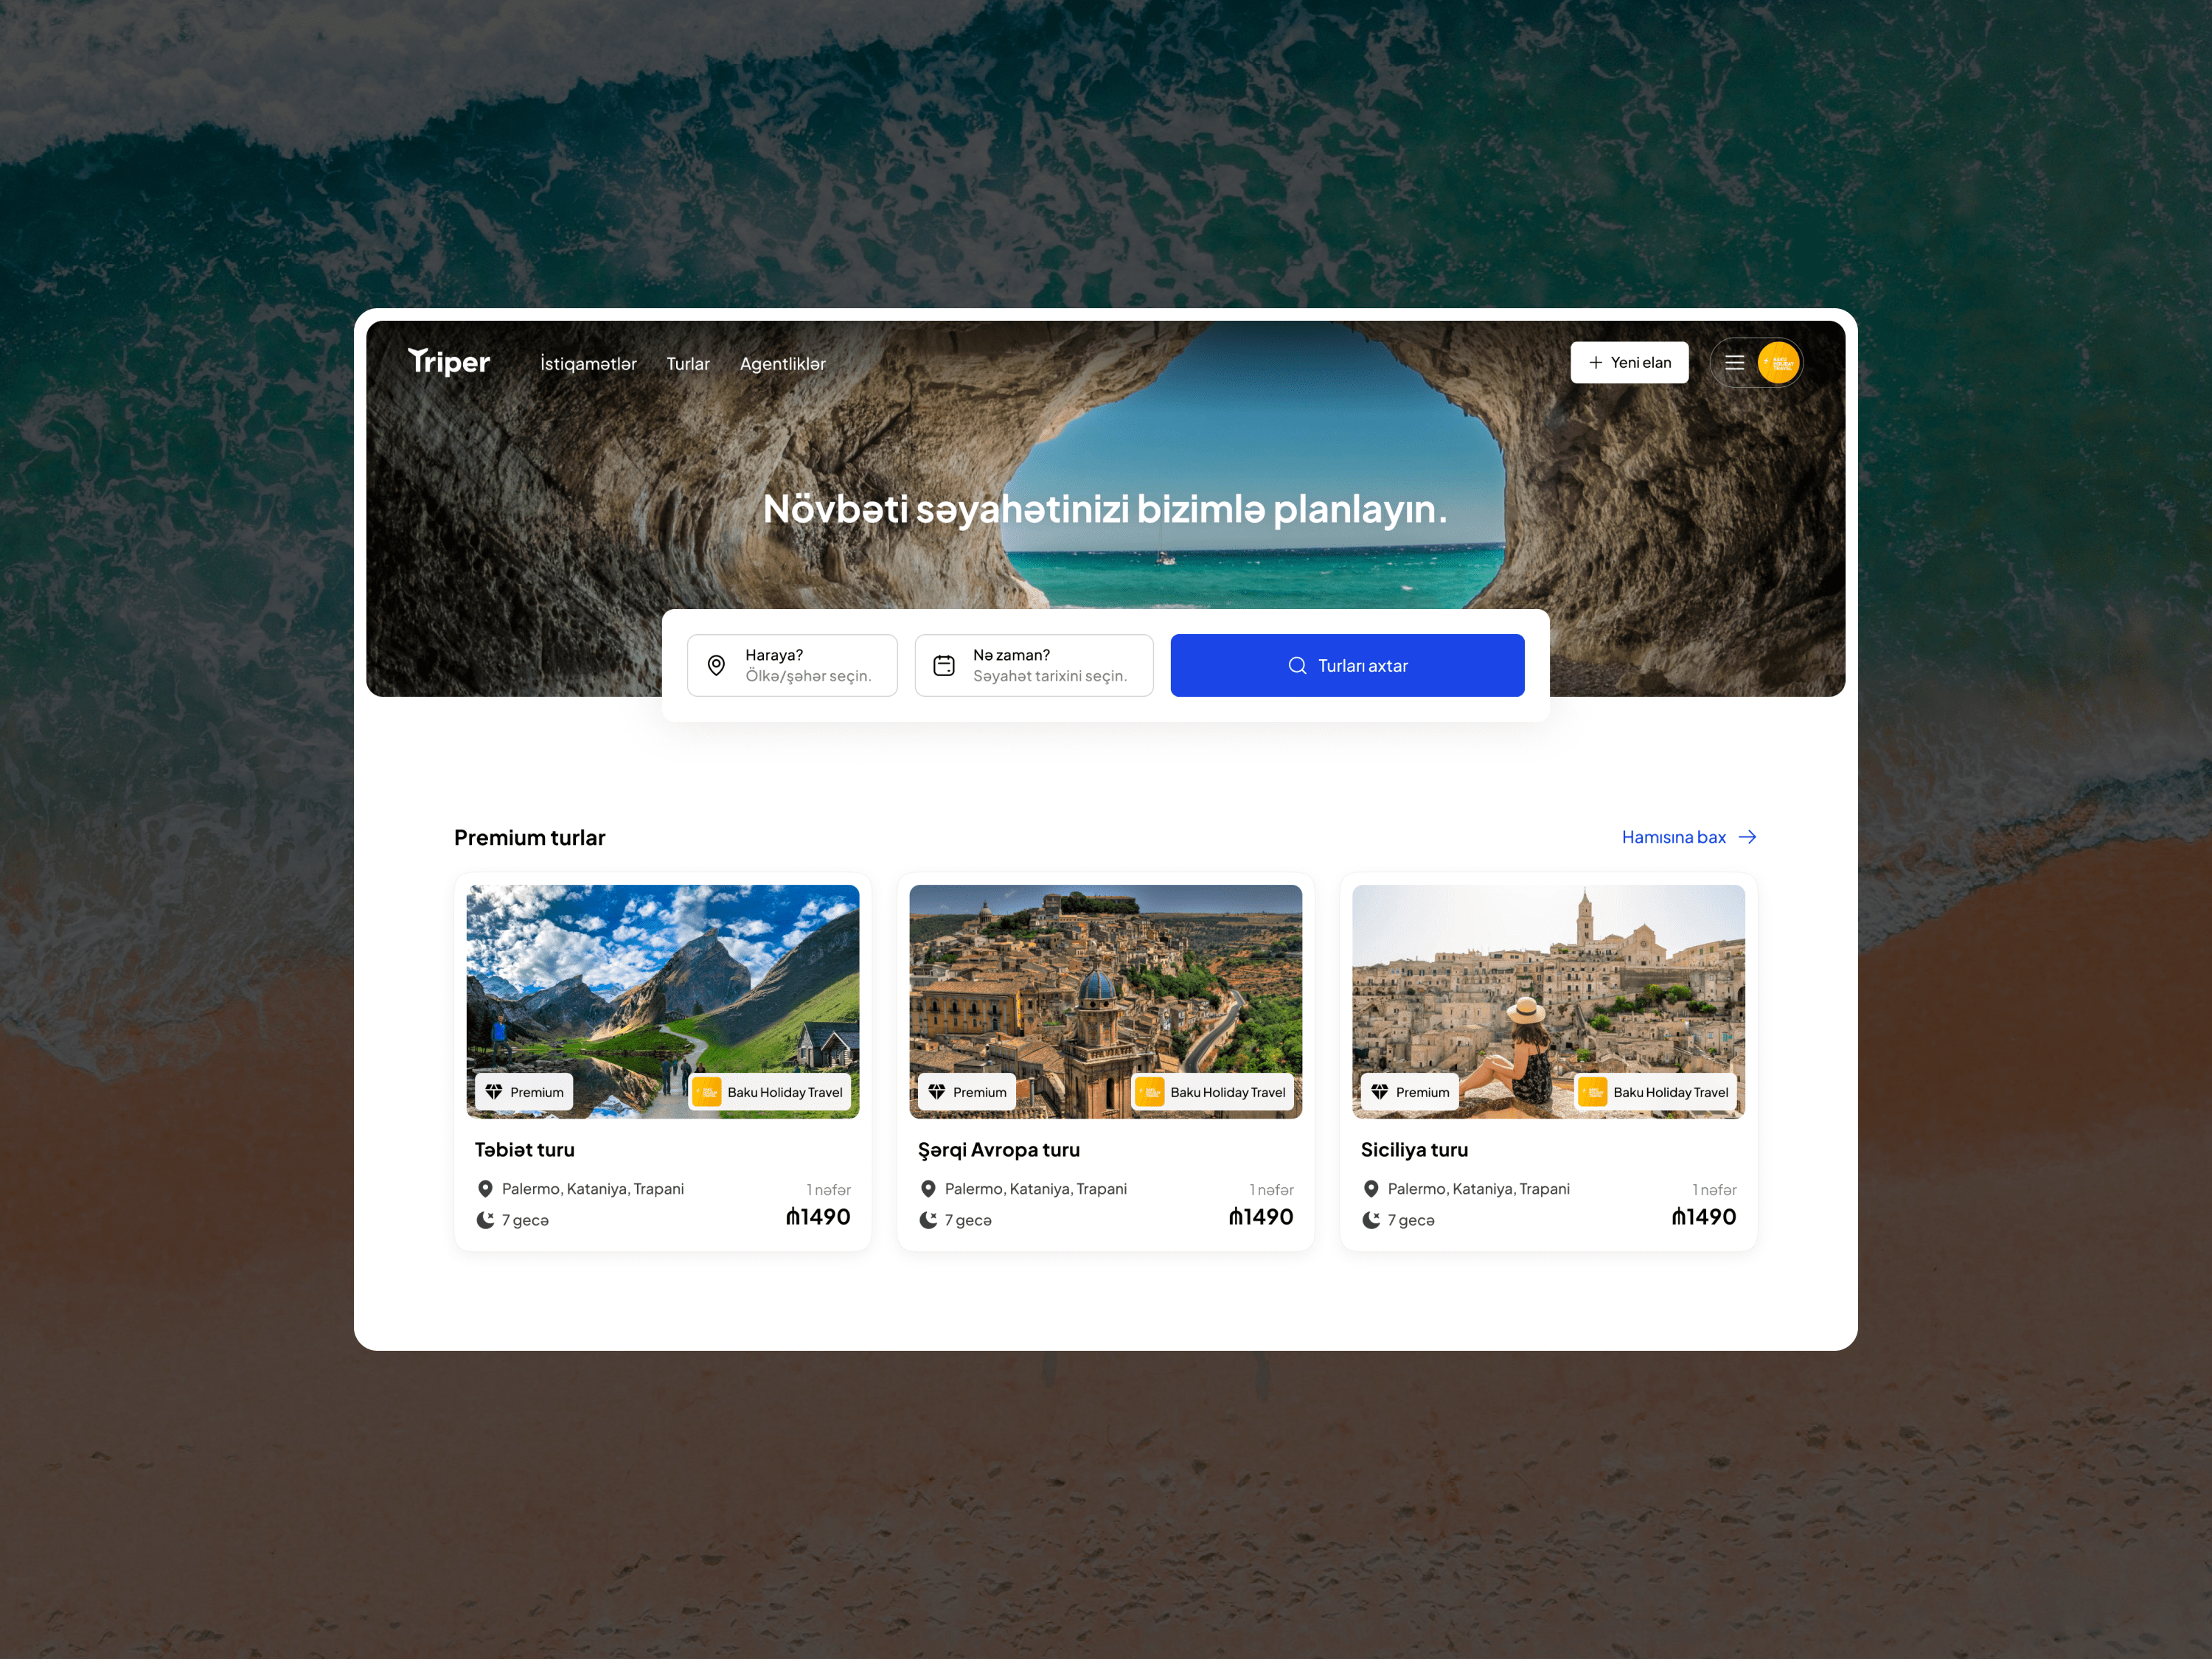 Triper
İstiqamətlər
Turlar
Agentliklər
Yeni elan
BAKU HOLIDAY TRAVEL
Növbəti səyahətinizi bizimlə planlayın.
Haraya?
Ölkə/şəhər seçin.
Nə zaman?
Səyahət tarixini seçin.
Turları axtar
Premium turlar
Hamısına bax
Premium
Baku Holiday Travel
Təbiət turu
Palermo, Kataniya, Trapani
1 nəfər
7 gecə
₼1490
Premium
Baku Holiday Travel
Şərqi Avropa turu
Palermo, Kataniya, Trapani
1 nəfər
7 gecə
₼1490
Premium
Baku Holiday Travel
Siciliya turu
Palermo, Kataniya, Trapani
1 nəfər
7 gecə
₼1490